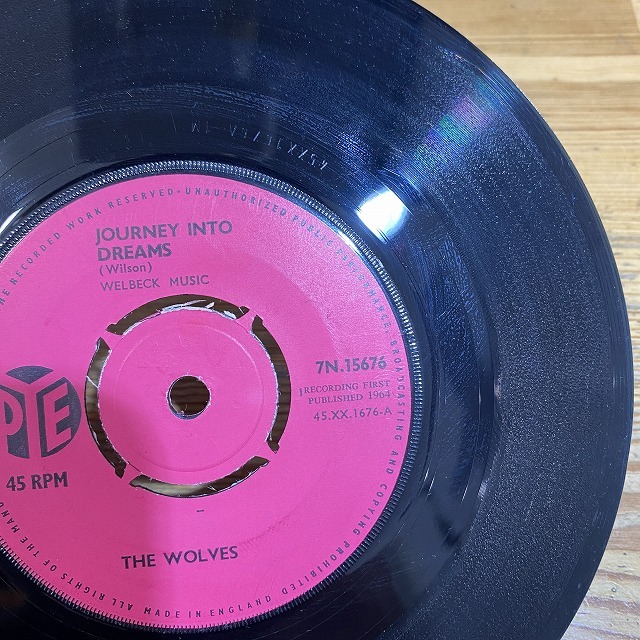 JOURNEY INTO
DREAMS
(Wilson)
WELBECK MUSIC
7N.15676
RECORDING FIRST
PUBLISHED 1964
45.XX.1676-A
PYE
45 RPM
THE WOLVES
THE RECORDED WORK RESERVED · UNAUTHORIZED PUBLIC PERFORMANCE, BROADCASTING AND COPYING PROHIBITED
MADE IN ENGLAND
ALL RIGHTS OF THE